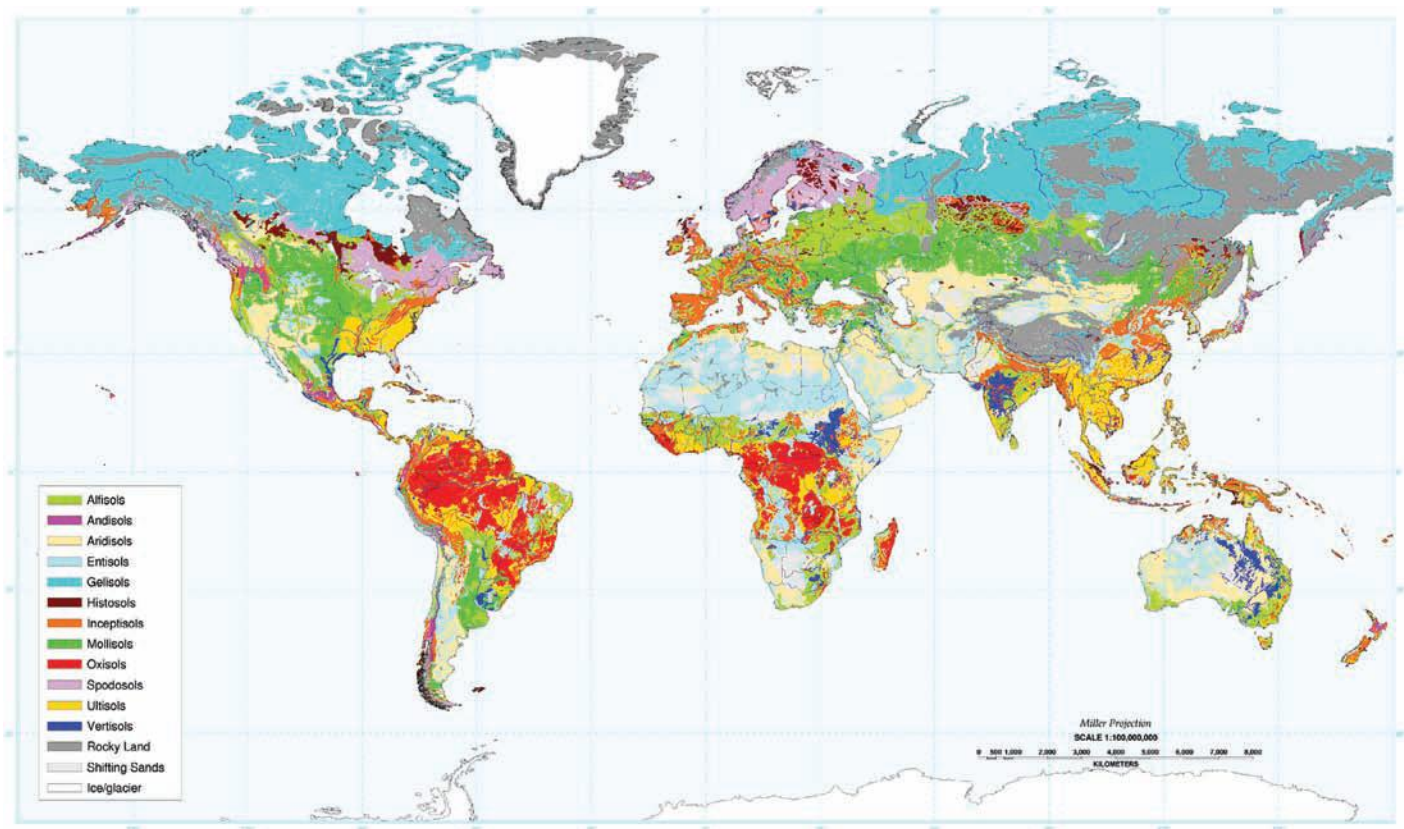 Alfisols
Andisols
Aridisols
Entisols
Gelisols
Histosols
Inceptisols
Mollisols
Oxisols
Spodosols
Ultisols
Vertisols
Rocky Land
Shifting Sands
Ice/glacier
Miller Projection
SCALE 1:100,000,000
0 500 1,000 2,000 3,000 4,000 5,000 6,000 7,000 8,000
KILOMETERS